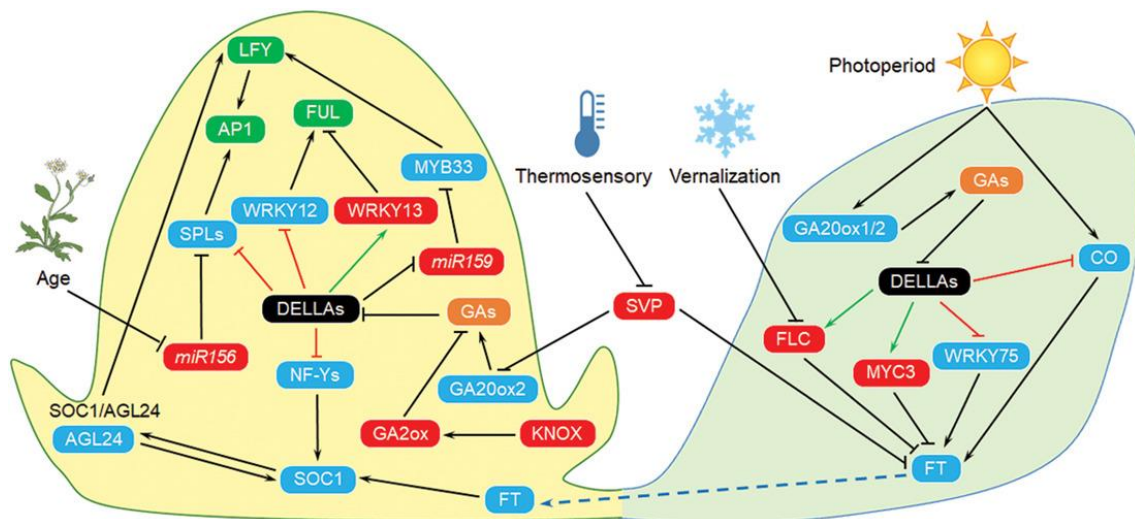 LFY
Photoperiod
FUL
AP1
MYB33
Thermosensory
Vernalization
GAs
WRKY12
WRKY13
SPLs
GA20ox1/2
miR159
CO
Age
DELLAs
DELLAs
GAs
SVP
FLC
miR156
WRKY75
NF-Ys
MYC3
GA20ox2
SOC1/AGL24
AGL24
GA2ox
KNOX
FT
SOC1
FT